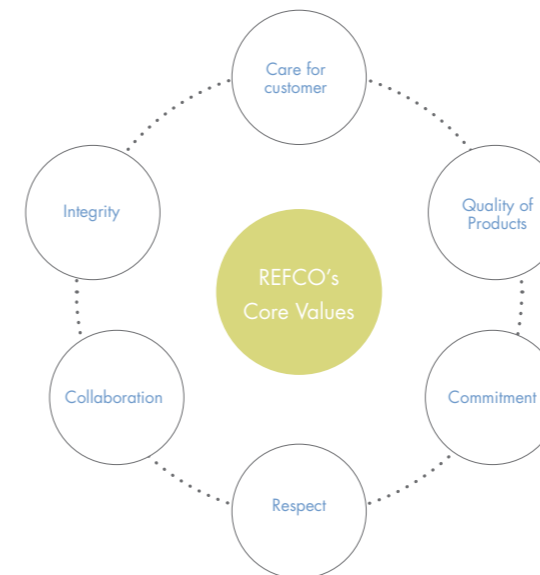 Care for
customer
Quality of
Products
Commitment
Respect
Collaboration
Integrity
REFCO's
Core Values